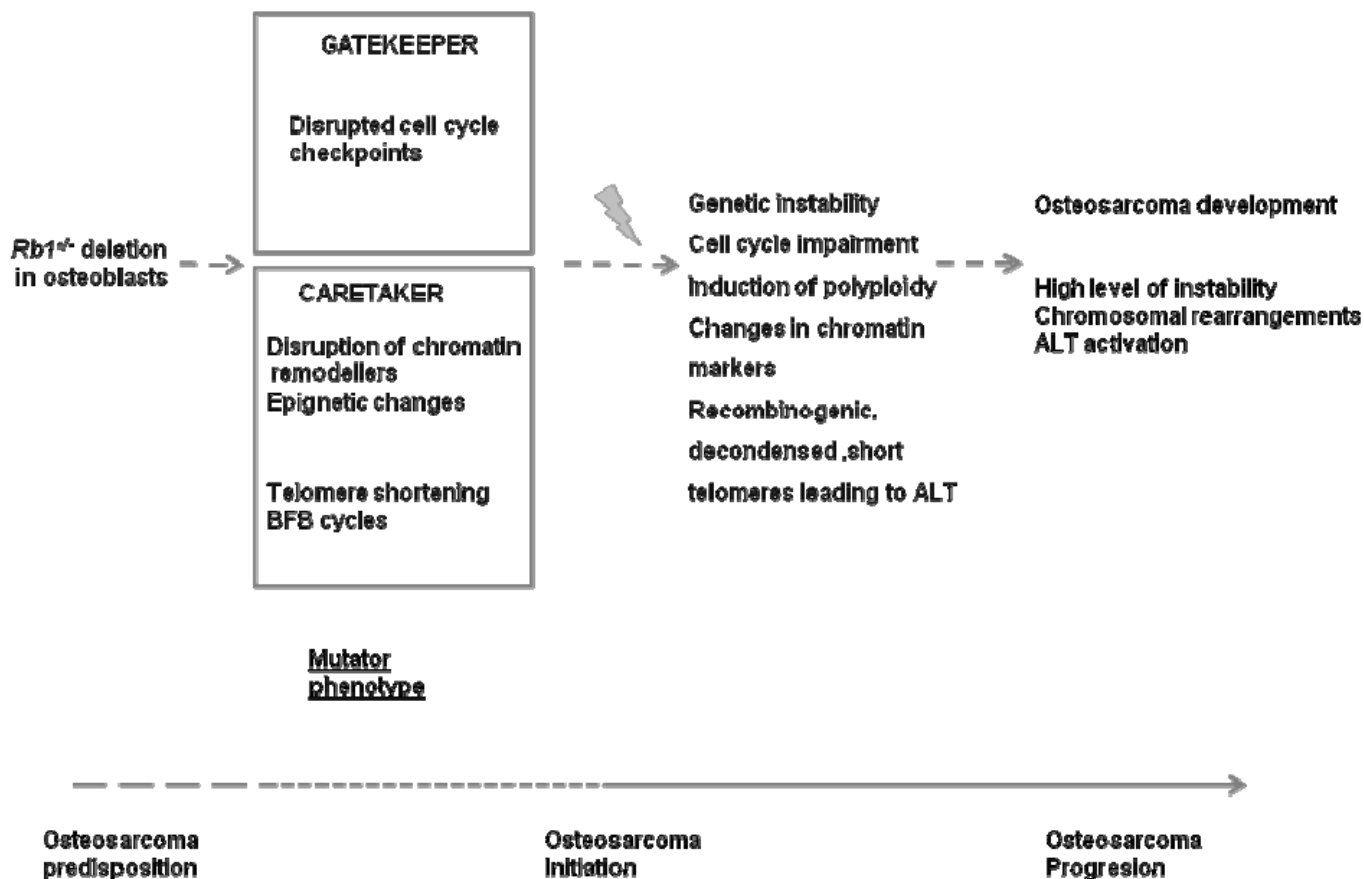 GATEKEEPER
Disrupted cell cycle
checkpoints
Rb1+/- deletion
in osteoblasts
CARETAKER
Disruption of chromatin
remodellers
Epignetic changes
Telomere shortening
BFB cycles
Mutator
phenotype
Genetic instability
Cell cycle impairment
Induction of polyploidy
Changes in chromatin
markers
Recombinogenic,
decondensed ,short
telomeres leading to ALT
Osteosarcoma development
High level of instability
Chromosomal rearrangements
ALT activation
Osteosarcoma
predisposition
Osteosarcoma
Initiation
Osteosarcoma
Progresion